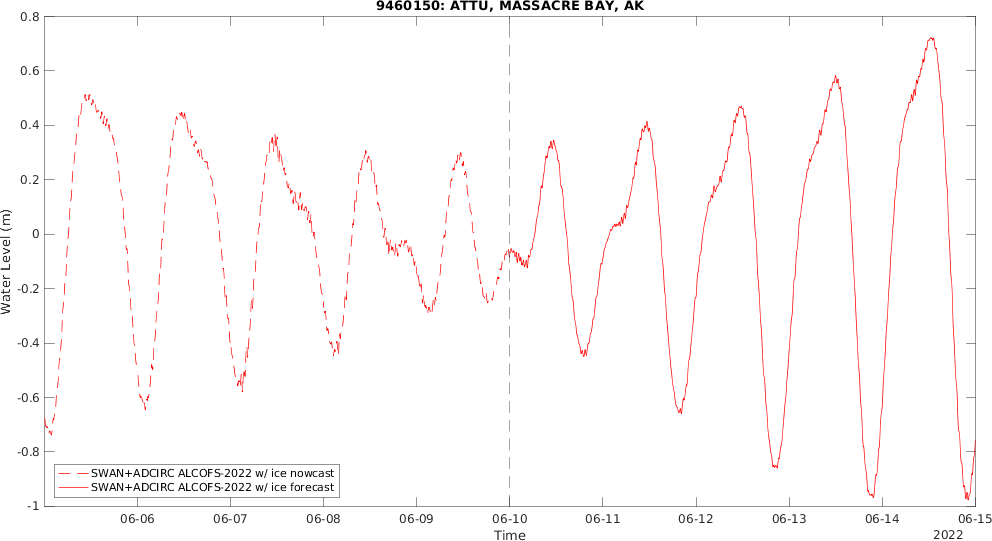 9460150: ATTU, MASSACRE BAY, AK
Water Level (m)
0.8
0.6
0.4
0.2
0
-0.2
-0.4
-0.6
-0.8
-1
SWAN+ADCIRC ALCOFS-2022 w/ ice nowcast
SWAN+ADCIRC ALCOFS-2022 w/ ice forecast
06-06 06-07 06-08 06-09 06-10 06-11 06-12 06-13 06-14 06-15
Time
2022